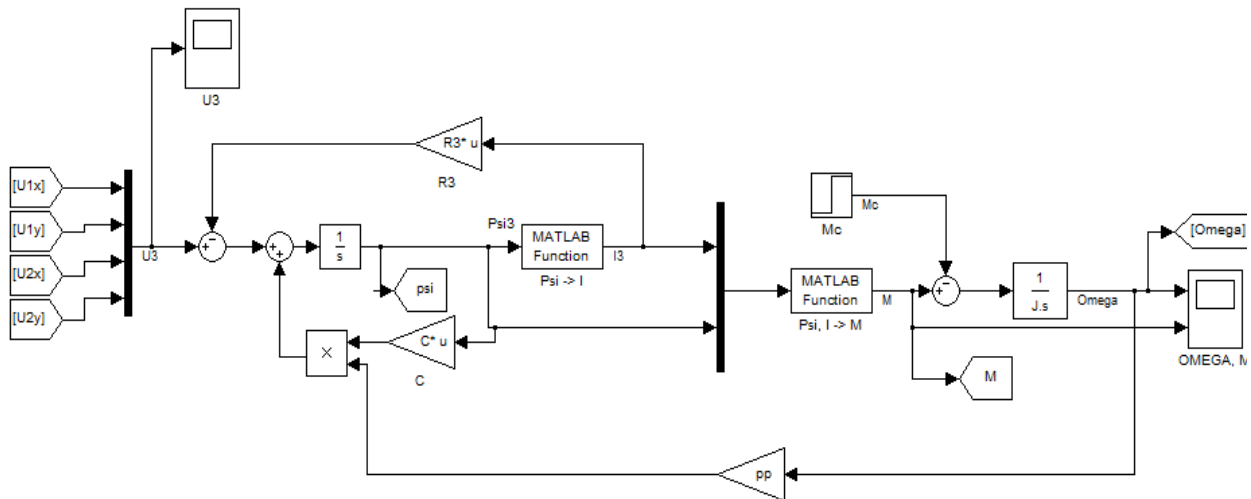 U3
[U1x]
[U1y]
[U2x]
[U2y]
U3
R3* u
R3
+
−
+
+
1
s
psi
Psi3
MATLAB
Function
I3
Psi -> I
C* u
C
×
MATLAB
Function
M
Psi, I -> M
Mc
Mc
+
−
1
J.s
Omega
[Omega]
OMEGA, M
M
pp